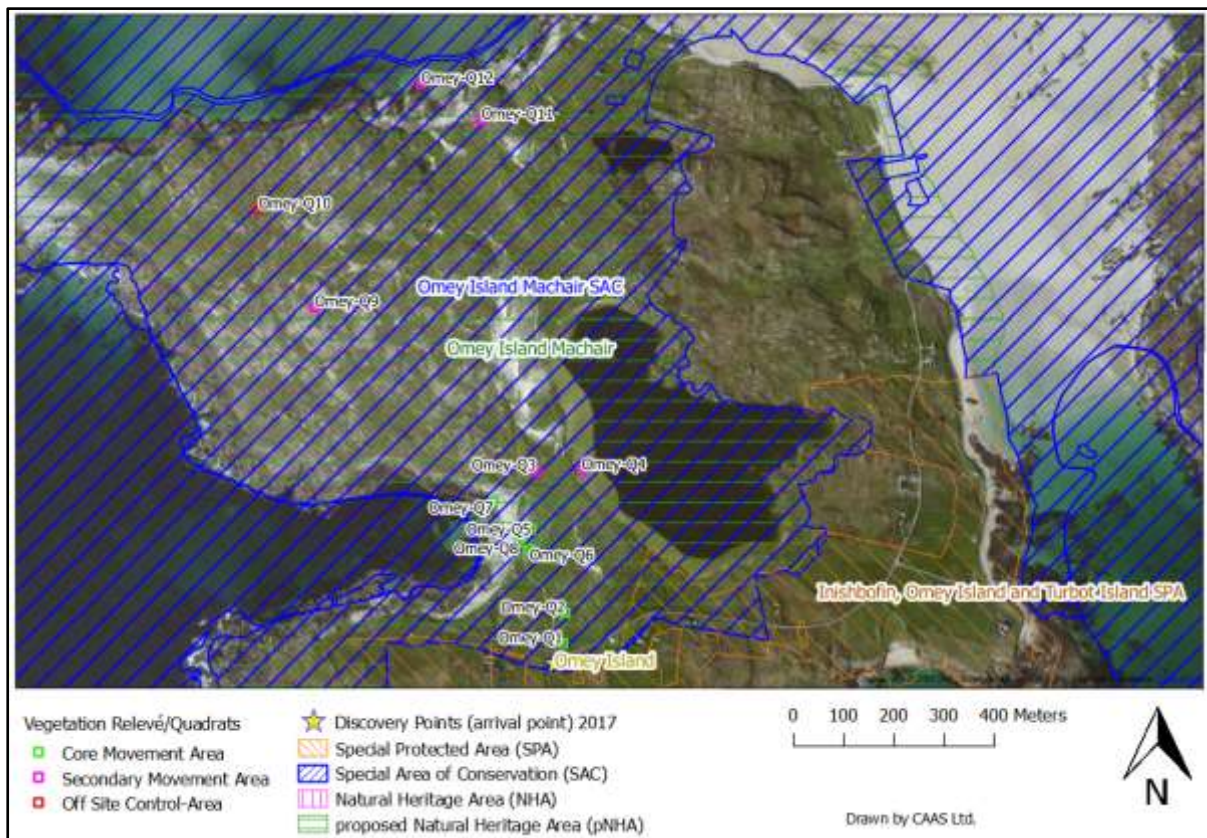 Omey-Q12
Omey-Q11
Omey-Q10
Omey Island Machair SAC
Omey-Q9
Omey Island Machair
Omey-Q3
Omey-Q4
Omey-Q7
Omey-Q5
Omey-Q8
Omey-Q6
Inishbofin, Omey Island and Turbot Island SPA
Omey-Q2
Omey-Q1
Omey Island
Vegetation Relevé/Quadrats
Core Movement Area
Secondary Movement Area
Off Site Control-Area
Discovery Points (arrival point) 2017
Special Protected Area (SPA)
Special Area of Conservation (SAC)
Natural Heritage Area (NHA)
proposed Natural Heritage Area (pNHA)
0 100 200 300 400 Meters
Drawn by CAAS Ltd.
N